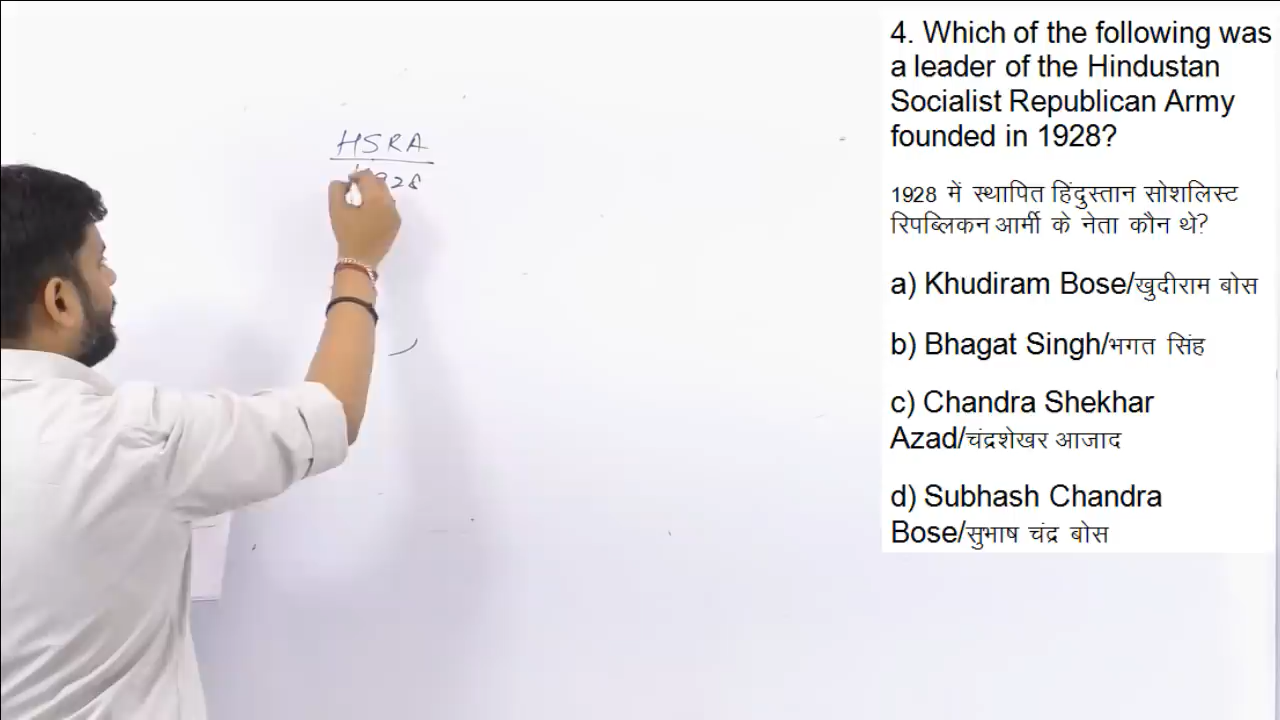 HSRA
1928
4. Which of the following was
a leader of the Hindustan
Socialist Republican Army
founded in 1928?
1928 में स्थापित हिंदुस्तान सोशलिस्ट
रिपब्लिकन आर्मी के नेता कौन थे?
a) Khudiram Bose/खुदीराम बोस
b) Bhagat Singh/भगत सिंह
c) Chandra Shekhar
Azad/चंद्रशेखर आजाद
d) Subhash Chandra
Bose/सुभाष चंद्र बोस